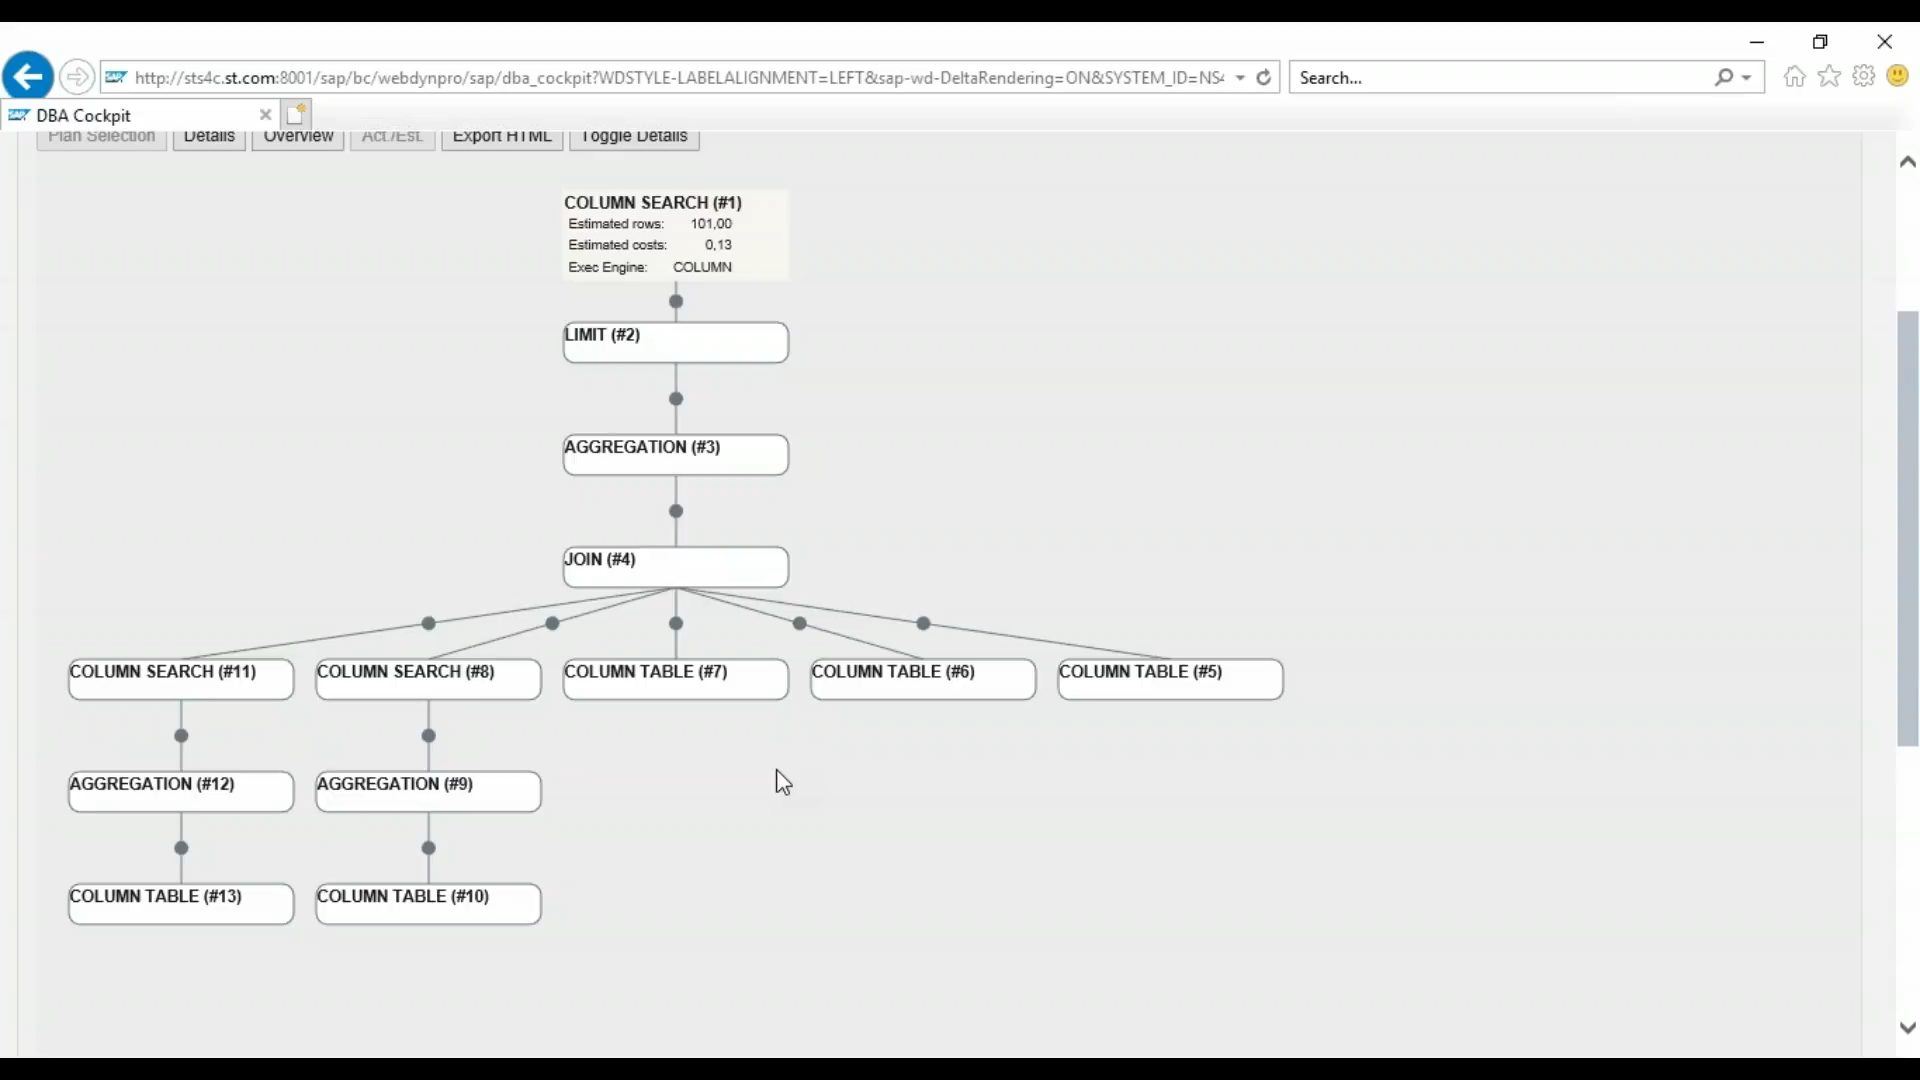 http://sts4c.st.com:8001/sap/bc/webdynpro/sap/dba_cockpit?WDSTYLE-LABELALIGNMENT=LEFT&sap-wd-DeltaRendering=ON&SYSTEM_ID=NS4
Search...
SAP DBA Cockpit
Plan Selection Details Overview Act./Est. Export HTML Toggle Details
COLUMN SEARCH (#1)
Estimated rows: 101,00
Estimated costs: 0,13
Exec Engine: COLUMN
LIMIT (#2)
AGGREGATION (#3)
JOIN (#4)
COLUMN SEARCH (#11) COLUMN SEARCH (#8) COLUMN TABLE (#7) COLUMN TABLE (#6) COLUMN TABLE (#5)
AGGREGATION (#12) AGGREGATION (#9)
COLUMN TABLE (#13) COLUMN TABLE (#10)